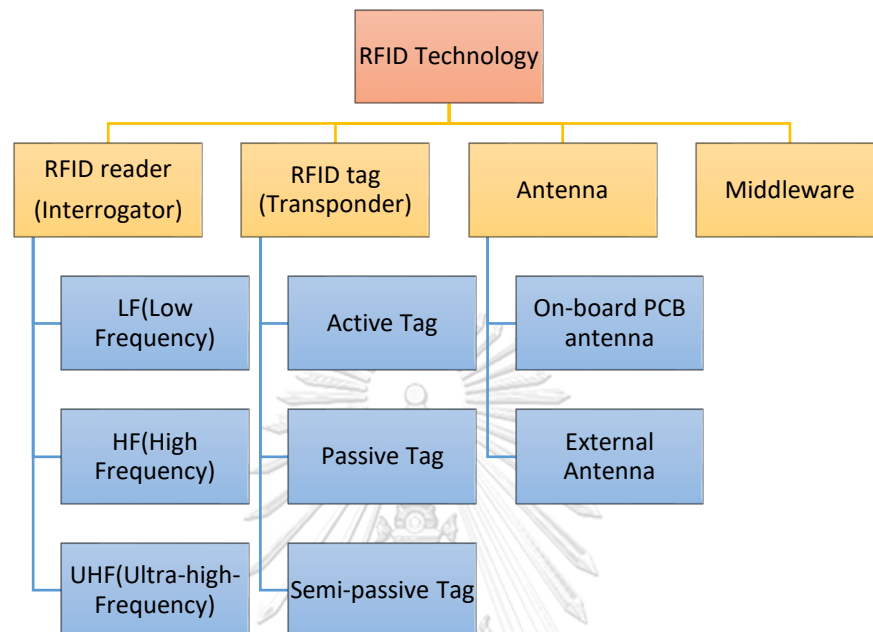 RFID Technology
RFID reader
(Interrogator)
RFID tag
(Transponder)
Antenna
Middleware
LF(Low
Frequency)
HF(High
Frequency)
UHF(Ultra-high-
Frequency)
Active Tag
Passive Tag
Semi-passive Tag
On-board PCB
antenna
External
Antenna